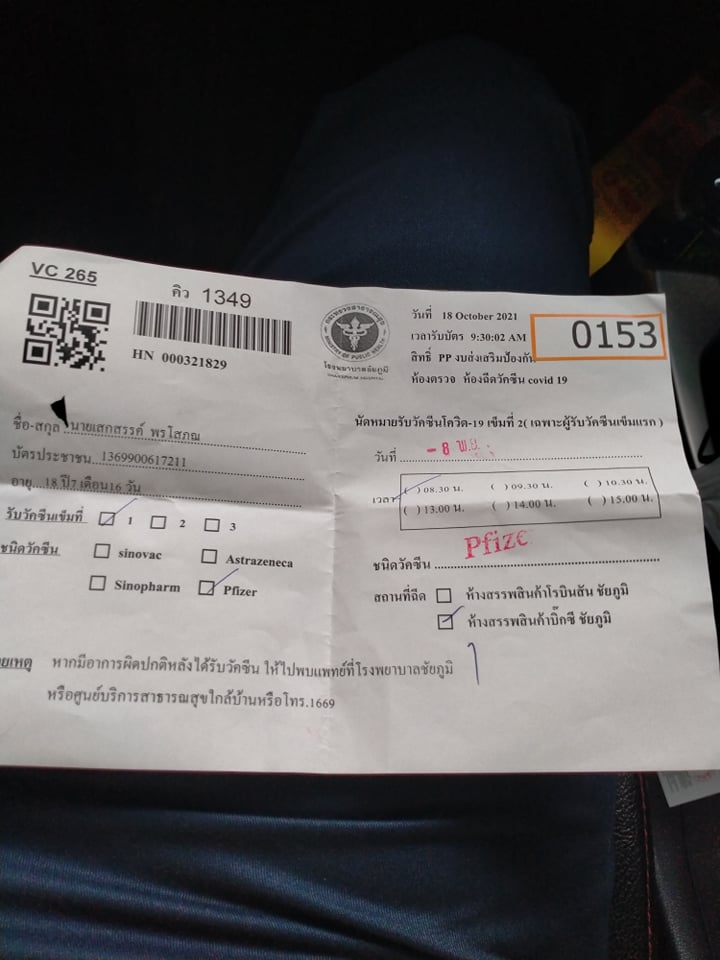 VC 265
คิว 1349
HN 000321829
กระทรวงสาธารณสุข
MINISTRY OF PUBLIC HEALTH
โรงพยาบาลชัยภูมิ
CHAIYAPHUM HOSPITAL
วันที่ 18 October 2021
เวลารับบัตร 9:30:02 AM
0153
สิทธิ์ PP งบส่งเสริมป้องกัน
ห้องตรวจ ห้องฉีดวัคซีน covid 19
ชื่อ-สกุล นายเสกสรรค์ พรโสภณ
บัตรประชาชน 1369900617211
อายุ 18 ปี7 เดือน16 วัน
รับวัคซีนเข็มที่ 1 2 3
ชนิดวัคซีน sinovac Astrazeneca
Sinopharm Pfizer
นัดหมายรับวัคซีนโควิด-19 เข็มที่ 2( เฉพาะผู้รับวัคซีนเข็มแรก )
วันที่ - 8 พ.ย.
เวลา ( ) 08.30 น. ( ) 09.30 น. ( ) 10.30 น.
( ) 13.00 น. ( ) 14.00 น. ( ) 15.00 น.
ชนิดวัคซีน Pfize
สถานที่ฉีด ห้างสรรพสินค้าโรบินสัน ชัยภูมิ
ห้างสรรพสินค้าบิ๊กซี ชัยภูมิ
ยเหตุ หากมีอาการผิดปกติหลังได้รับวัคซีน ให้ไปพบแพทย์ที่โรงพยาบาลชัยภูมิ
หรือศูนย์บริการสาธารณสุขใกล้บ้านหรือโทร.1669